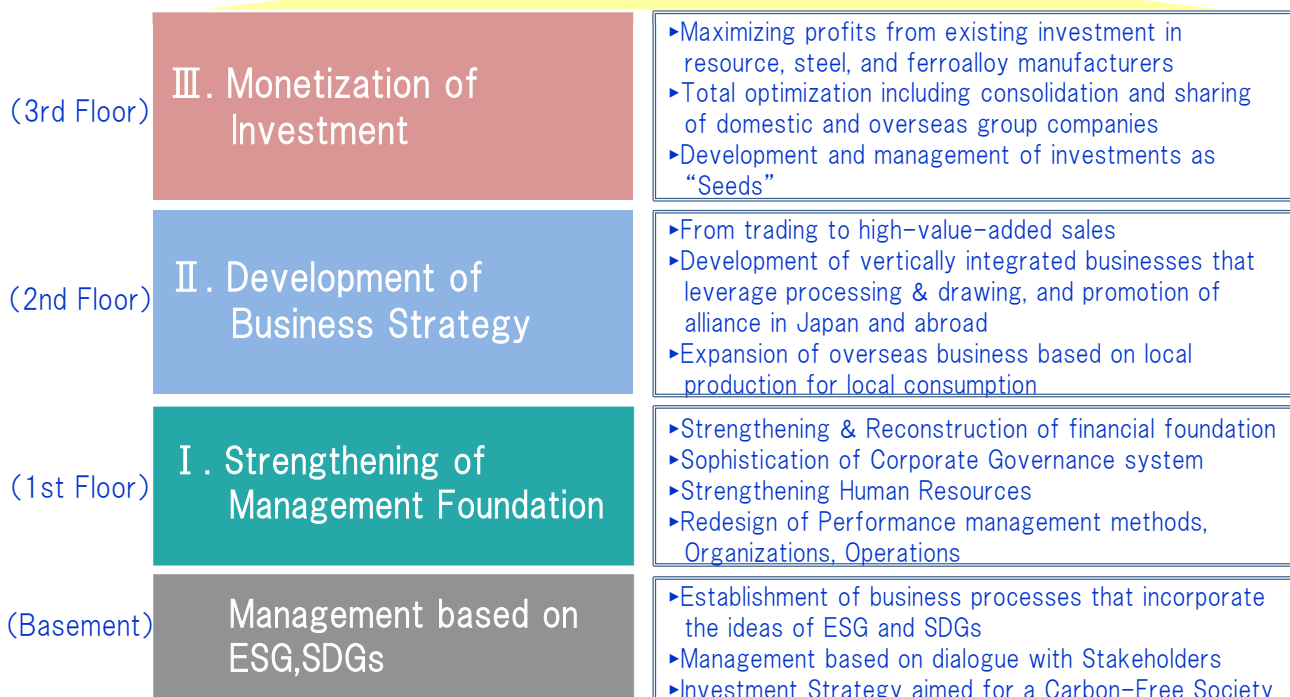 (3rd Floor)
Ⅲ. Monetization of
Investment
▸Maximizing profits from existing investment in
resource, steel, and ferroalloy manufacturers
▸Total optimization including consolidation and sharing
of domestic and overseas group companies
▸Development and management of investments as
“Seeds”
(2nd Floor)
Ⅱ. Development of
Business Strategy
▸From trading to high-value-added sales
▸Development of vertically integrated businesses that
leverage processing & drawing, and promotion of
alliance in Japan and abroad
▸Expansion of overseas business based on local
production for local consumption
(1st Floor)
Ⅰ. Strengthening of
Management Foundation
▸Strengthening & Reconstruction of financial foundation
▸Sophistication of Corporate Governance system
▸Strengthening Human Resources
▸Redesign of Performance management methods,
Organizations, Operations
(Basement)
Management based on
ESG,SDGs
▸Establishment of business processes that incorporate
the ideas of ESG and SDGs
▸Management based on dialogue with Stakeholders
▸Investment Strategy aimed for a Carbon-Free Society